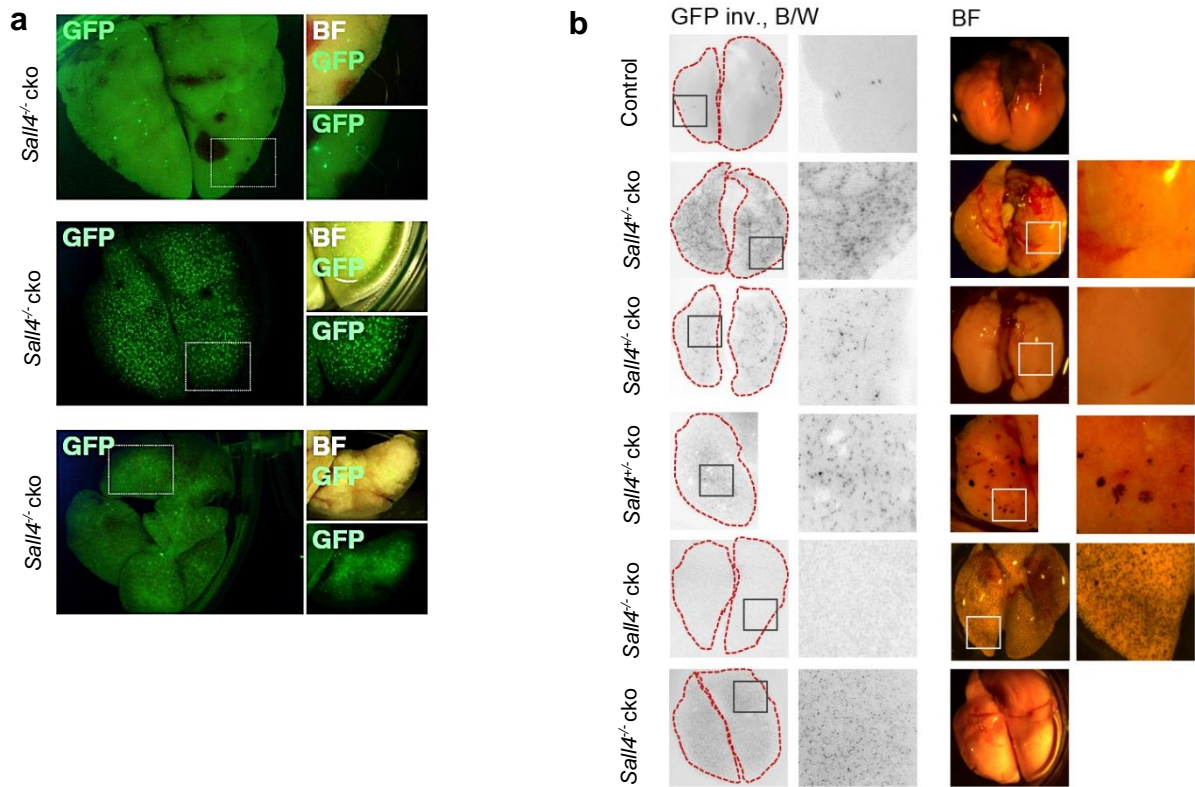 a
Sall4-/- cko
GFP
BF
GFP
GFP
Sall4-/- cko
GFP
BF
GFP
GFP
Sall4-/- cko
GFP
BF
GFP
GFP
b
GFP inv., B/W
BF
Control
Sall4+/- cko
Sall4+/- cko
Sall4+/- cko
Sall4-/- cko
Sall4-/- cko